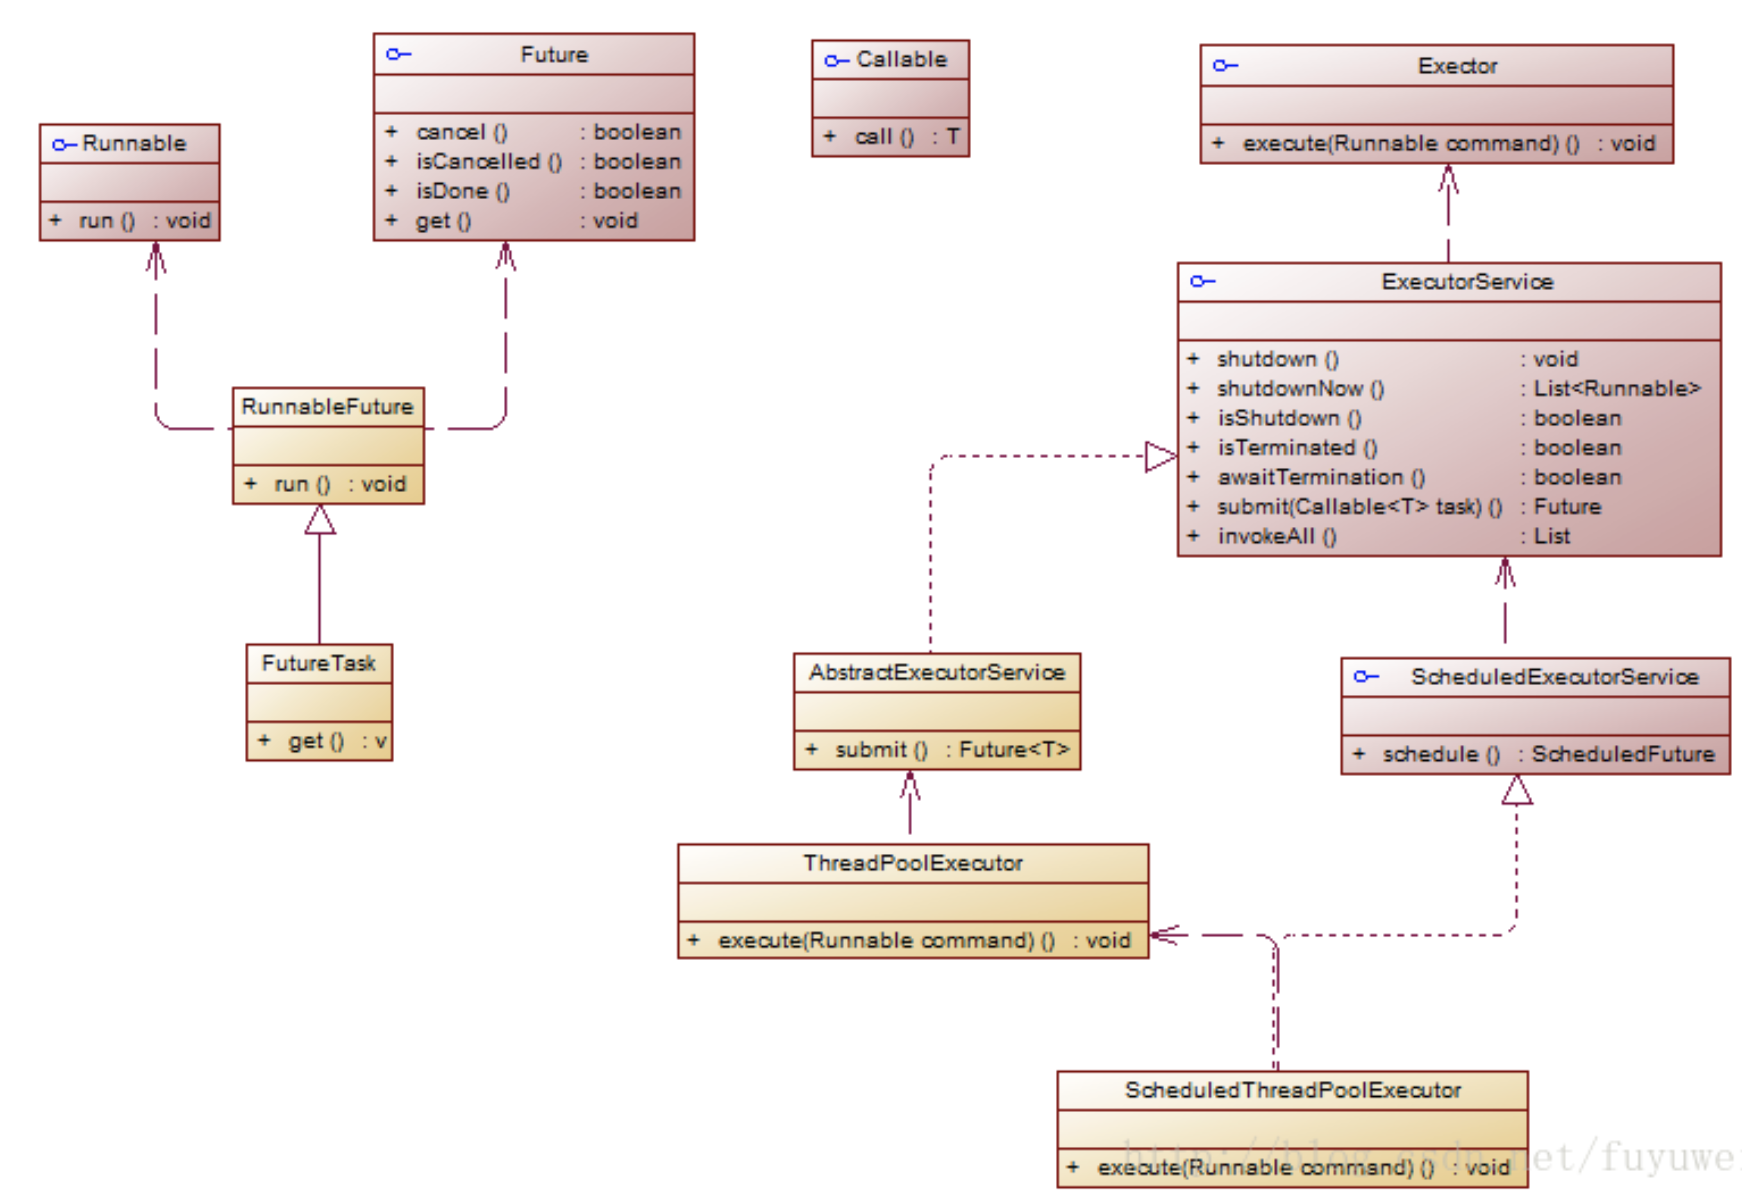 Future
+ cancel () : boolean
+ isCancelled () : boolean
+ isDone () : boolean
+ get () : void
Callable
+ call () : T
Exector
+ execute(Runnable command) () : void
Runnable
+ run () : void
ExecutorService
+ shutdown () : void
+ shutdownNow () : List<Runnable>
+ isShutdown () : boolean
+ isTerminated () : boolean
+ awaitTermination () : boolean
+ submit(Callable<T> task) () : Future
+ invokeAll () : List
RunnableFuture
+ run () : void
FutureTask
+ get () : v
AbstractExecutorService
+ submit () : Future<T>
ScheduledExecutorService
+ schedule () : ScheduledFuture
ThreadPoolExecutor
+ execute(Runnable command) () : void
ScheduledThreadPoolExecutor
+ execute(Runnable command) () : void
http://blog.csdn.net/fuyuwei